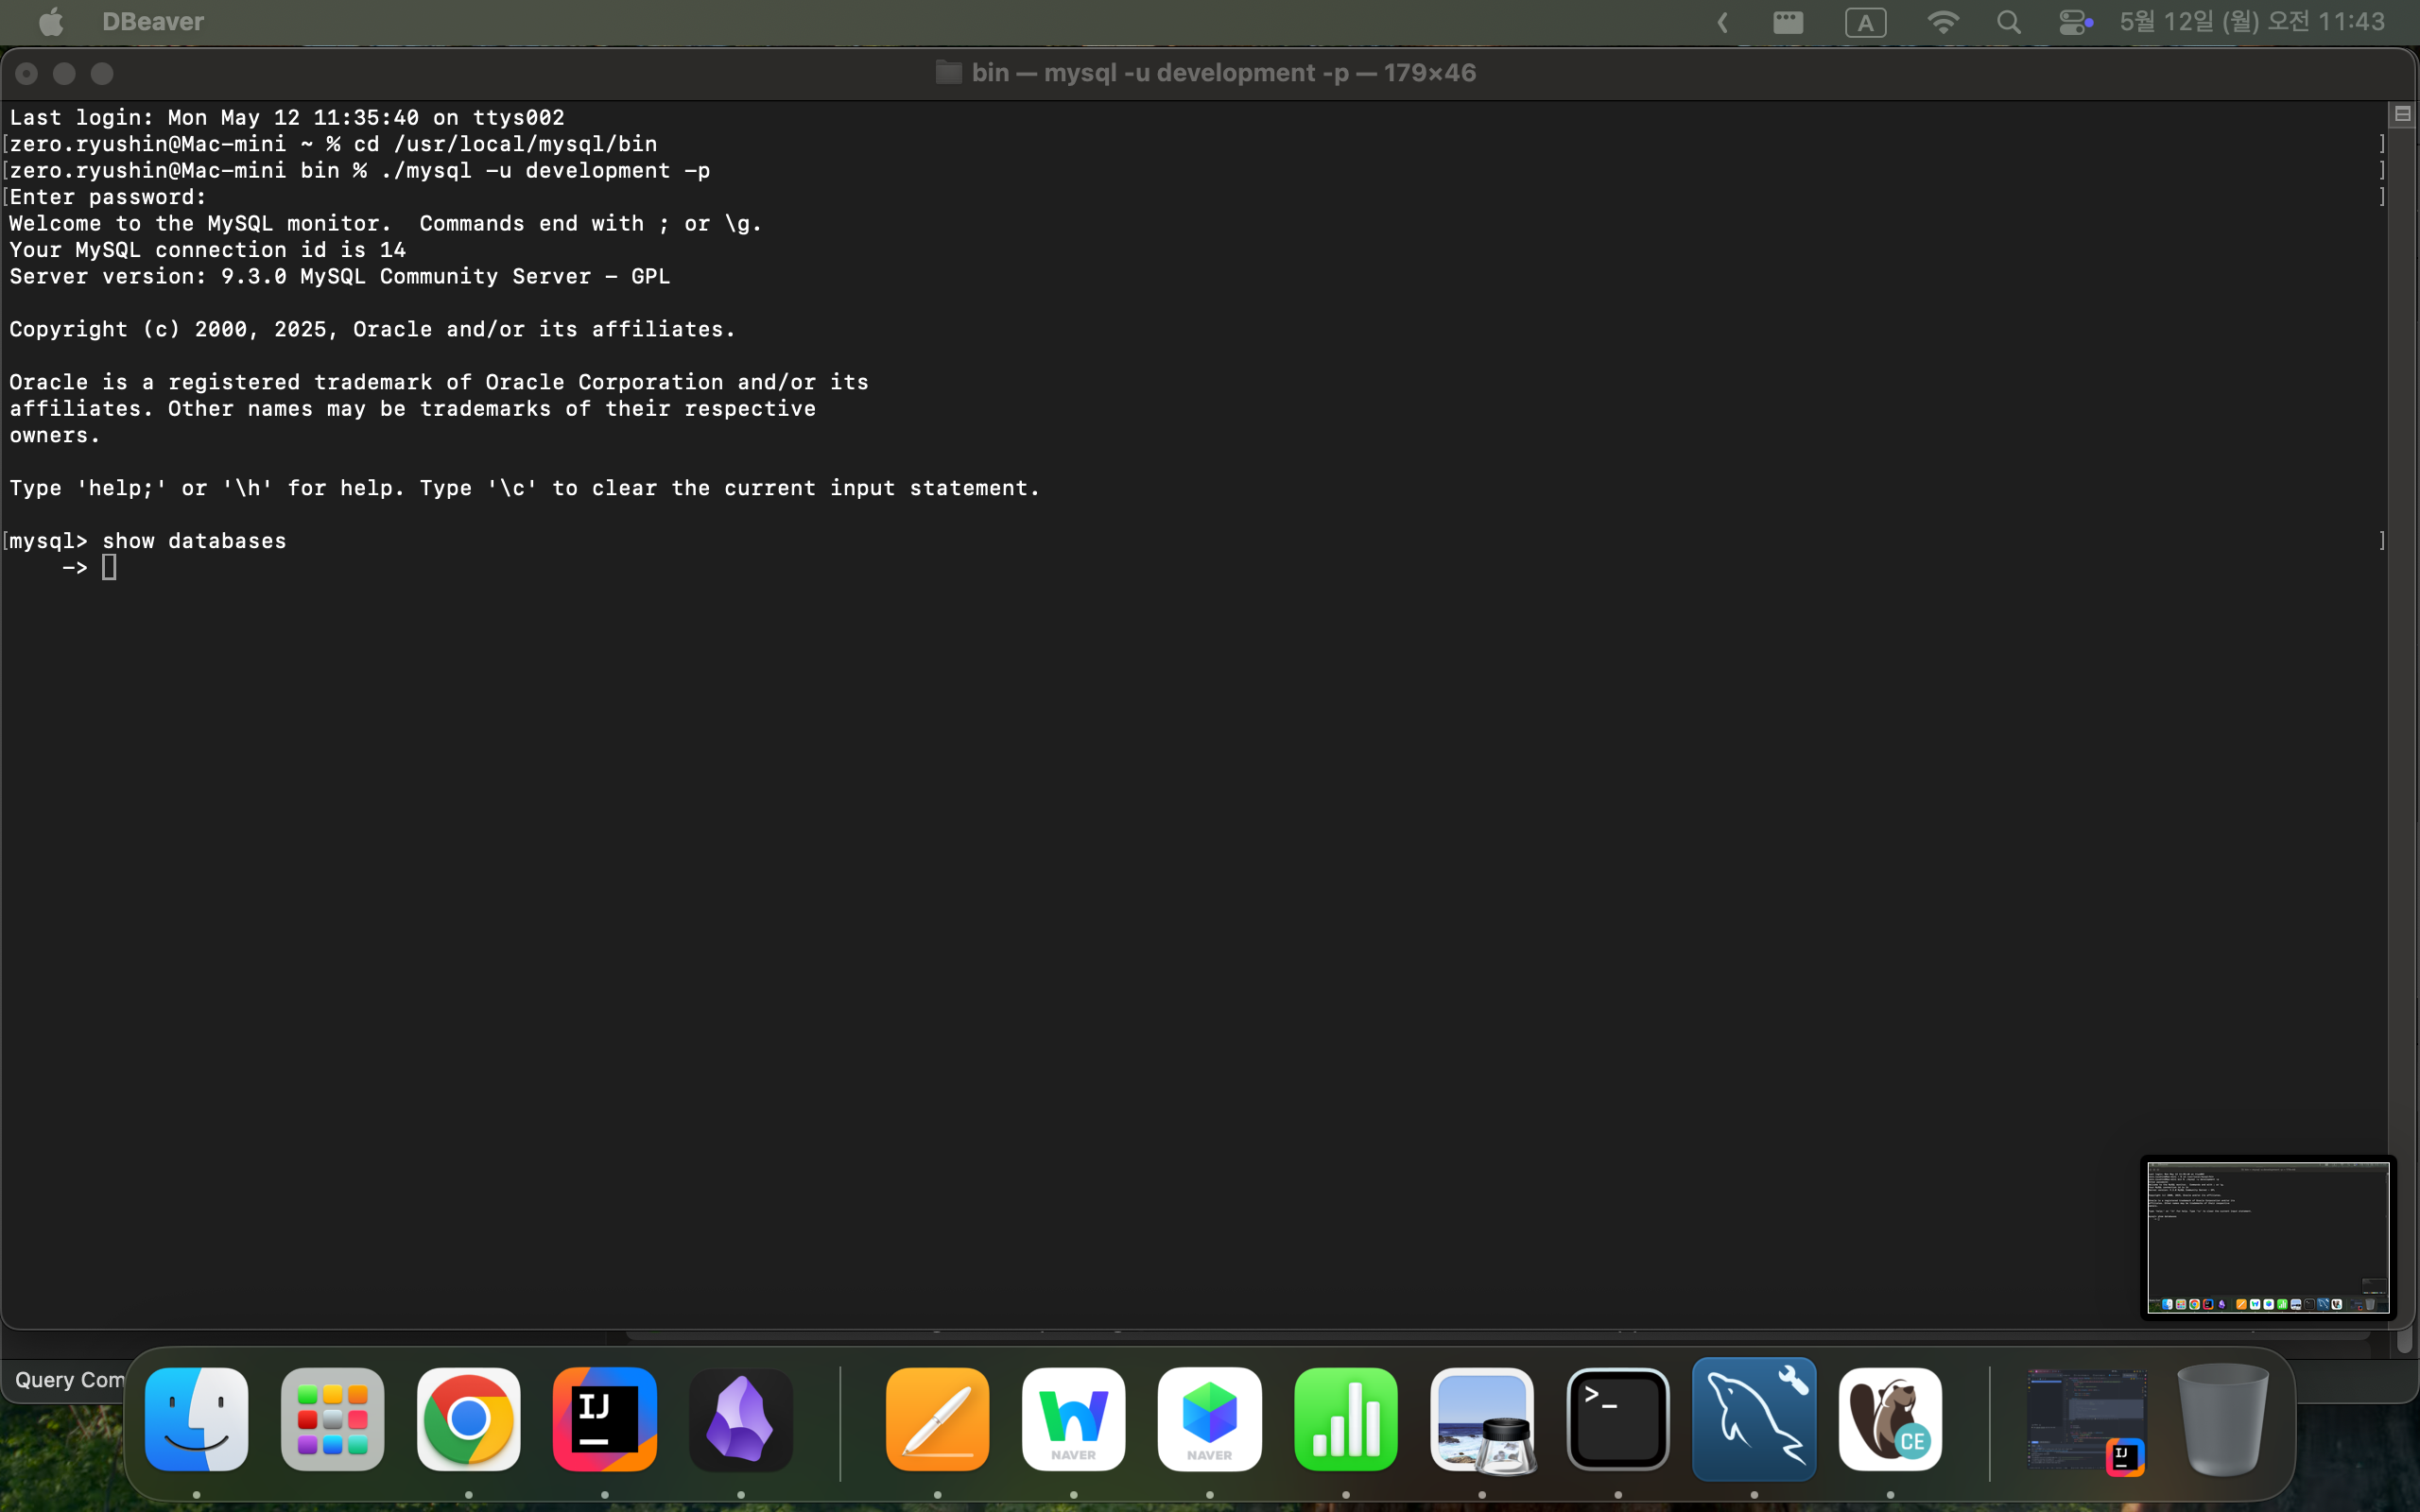 DBeaver
A
5월 12일 (월) 오전 11:43
bin — mysql -u development -p — 179×46
Last login: Mon May 12 11:35:40 on ttys002
[zero.ryushin@Mac-mini ~ % cd /usr/local/mysql/bin ]
[zero.ryushin@Mac-mini bin % ./mysql -u development -p ]
[Enter password: ]
Welcome to the MySQL monitor.  Commands end with ; or \g.
Your MySQL connection id is 14
Server version: 9.3.0 MySQL Community Server - GPL
Copyright (c) 2000, 2025, Oracle and/or its affiliates.
Oracle is a registered trademark of Oracle Corporation and/or its
affiliates. Other names may be trademarks of their respective
owners.
Type 'help;' or '\h' for help. Type '\c' to clear the current input statement.
[mysql> show databases ]
    ->
Query Com
IJ
NAVER
NAVER
>_
CE
IJ